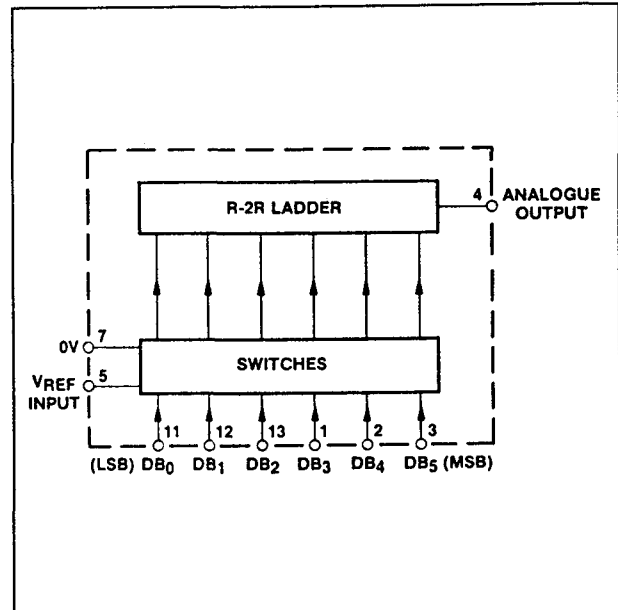 R-2R LADDER
4
ANALOGUE
OUTPUT
7
0V
SWITCHES
5
VREF
INPUT
11 12 13 1 2 3
(LSB) DB0 DB1 DB2 DB3 DB4 DB5 (MSB)